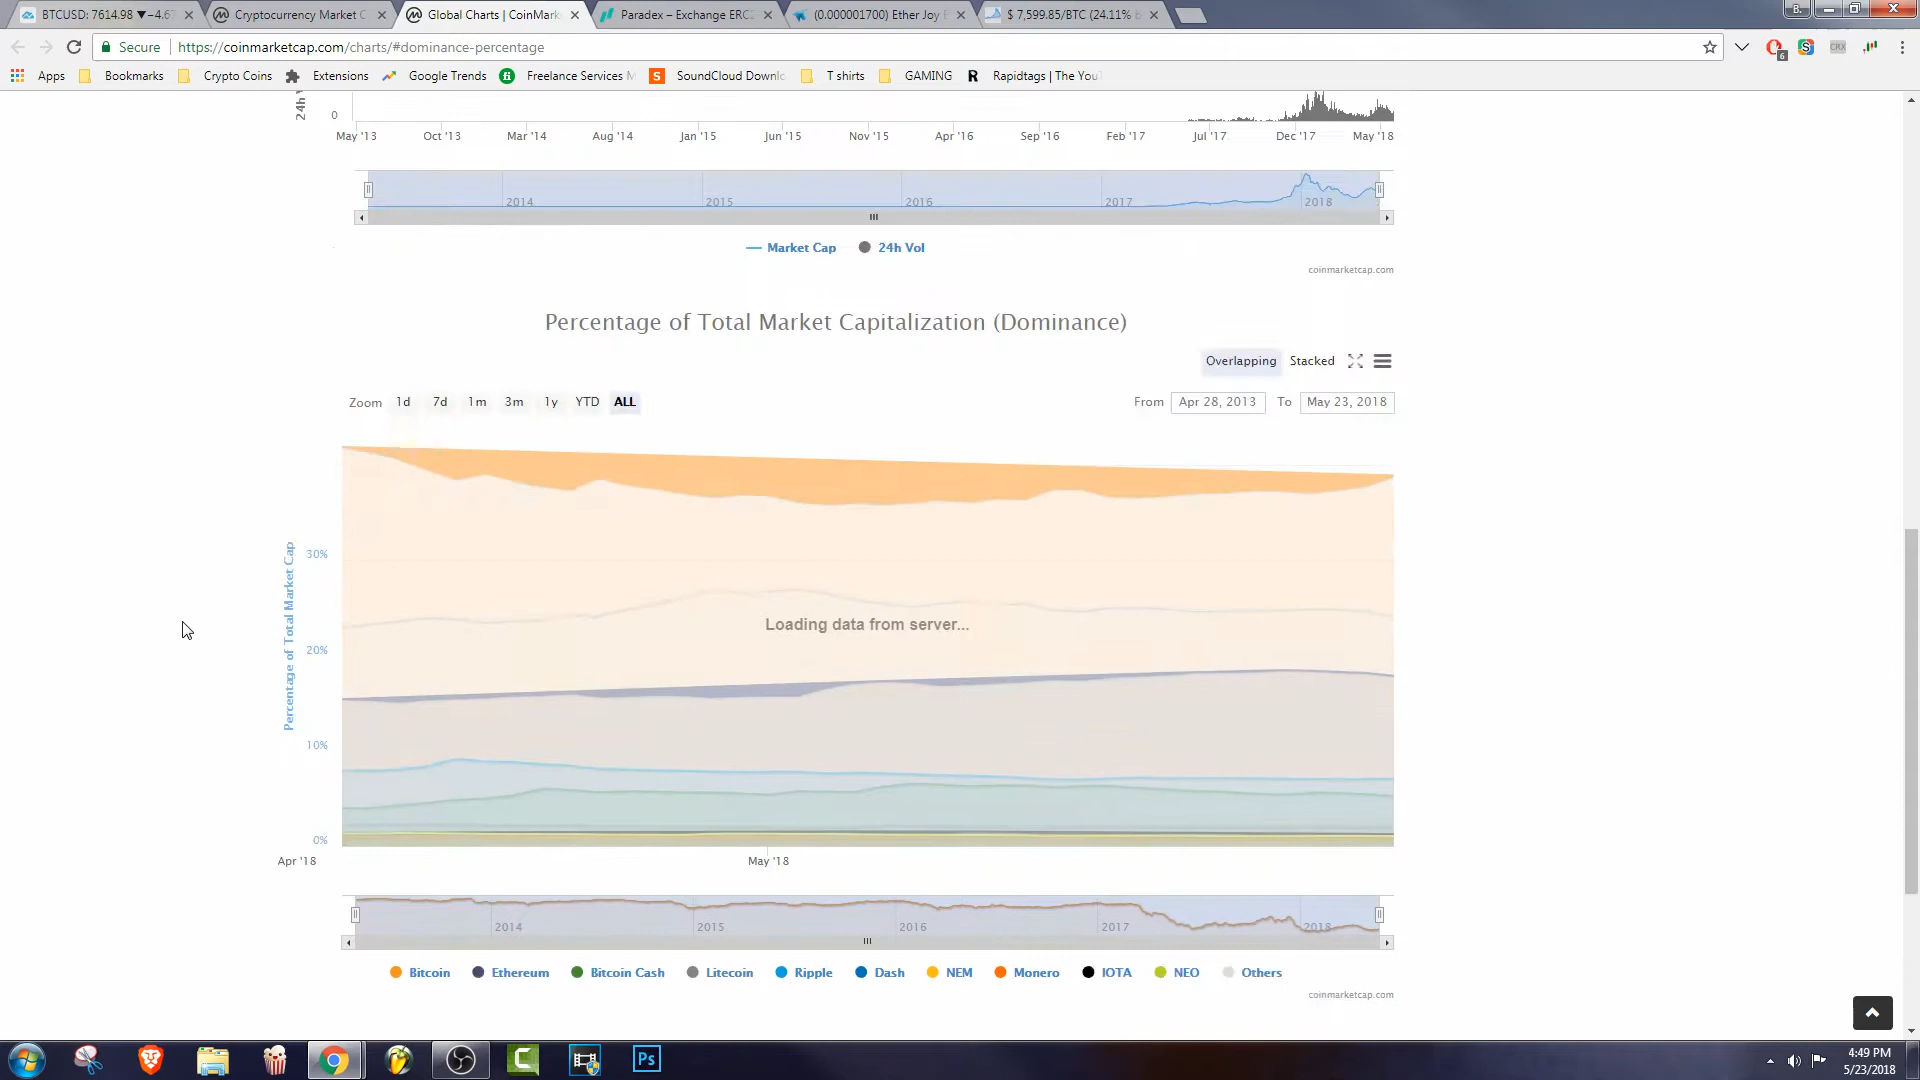 BTCUSD: 7614.98 ▼−4.67
Cryptocurrency Market C
Global Charts | CoinMark
Paradex – Exchange ERC2
(0.000001700) Ether Joy E
$ 7,599.85/BTC (24.11% b
B.
Secure
https://coinmarketcap.com/charts/#dominance-percentage
6
CRX
Apps
Bookmarks
Crypto Coins
Extensions
Google Trends
Freelance Services M
SoundCloud Downlo
T shirts
GAMING
Rapidtags | The You
24h
0
May '13
Oct '13
Mar '14
Aug '14
Jan '15
Jun '15
Nov '15
Apr '16
Sep '16
Feb '17
Jul '17
Dec '17
May '18
2014
2015
2016
2017
2018
Market Cap
24h Vol
coinmarketcap.com
Percentage of Total Market Capitalization (Dominance)
Overlapping
Stacked
Zoom
1d
7d
1m
3m
1y
YTD
ALL
From
Apr 28, 2013
To
May 23, 2018
Percentage of Total Market Cap
30%
Loading data from server...
20%
10%
0%
Apr '18
May '18
2014
2015
2016
2017
2018
Bitcoin
Ethereum
Bitcoin Cash
Litecoin
Ripple
Dash
NEM
Monero
IOTA
NEO
Others
coinmarketcap.com
Ps
4:49 PM
5/23/2018